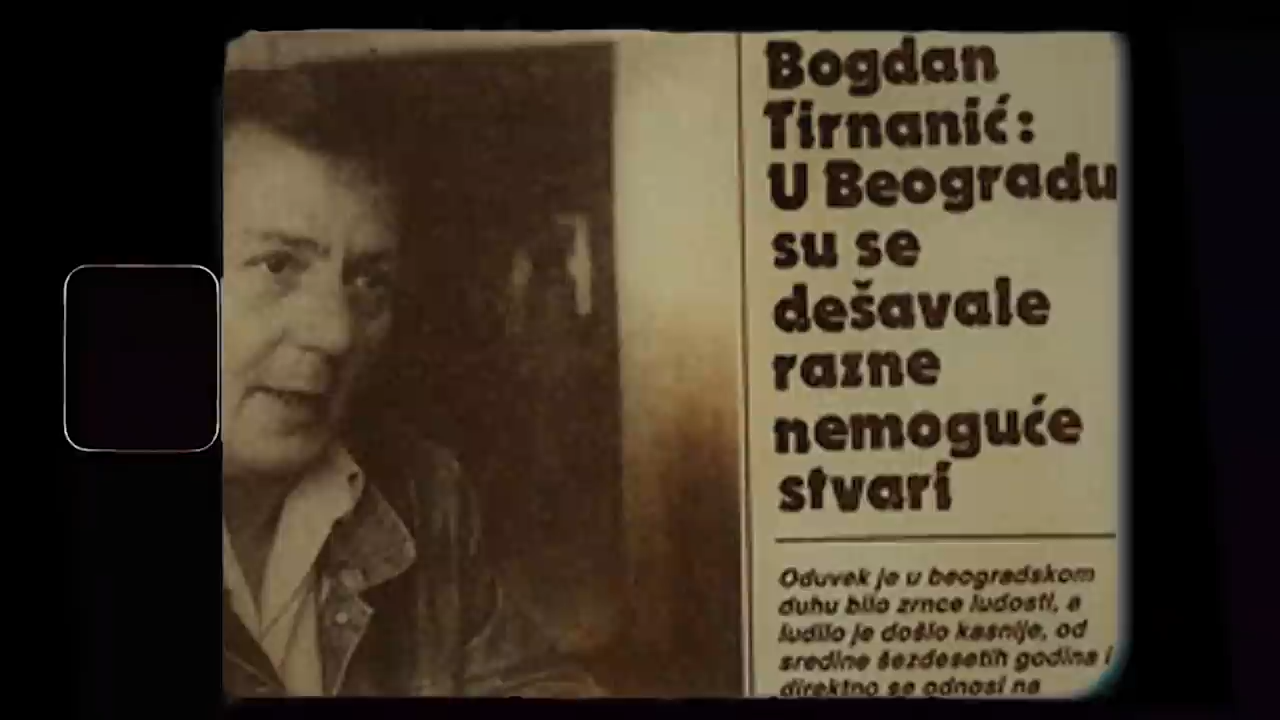 Bogdan
Tirnanić:
U Beogradu
su se
dešavale
razne
nemoguće
stvari
Oduvek je u beogradskom
duhu bilo zrnce ludosti, a
ludilo je došlo kasnije, od
sredine šezdesetih godina i
direktno se odnosi na